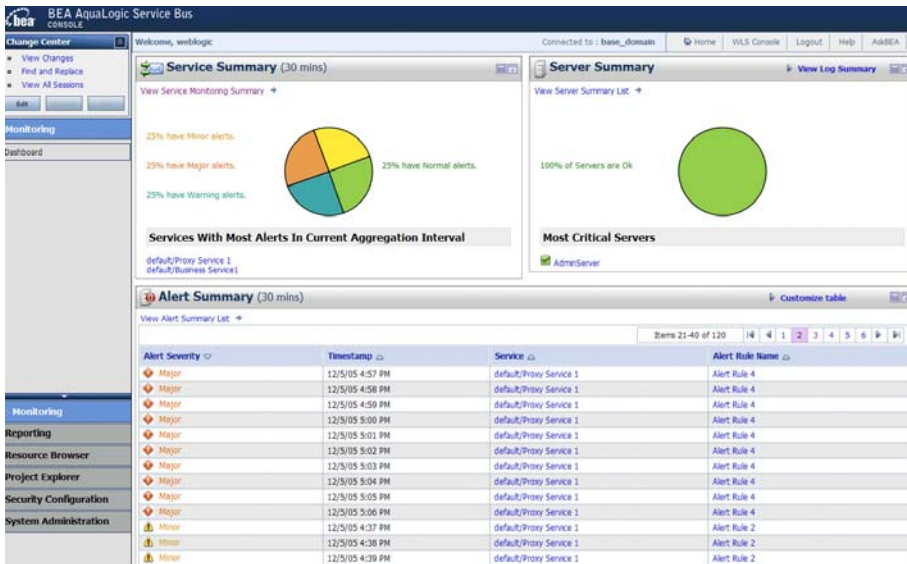 bea
BEA AquaLogic Service Bus
CONSOLE
Change Center
View Changes
Find and Replace
View All Sessions
Edit
Monitoring
Dashboard
Monitoring
Reporting
Resource Browser
Project Explorer
Security Configuration
System Administration
Welcome, weblogic
Connected to : base_domain
Home
WLS Console
Logout
Help
AskBEA
Service Summary (30 mins)
View Service Monitoring Summary
25% have Minor alerts.
25% have Major alerts.
25% have Warning alerts.
25% have Normal alerts.
Services With Most Alerts In Current Aggregation Interval
default/Proxy Service 1
default/Business Service1
Server Summary
View Log Summary
View Server Summary List
100% of Servers are Ok
Most Critical Servers
AdminServer
Alert Summary (30 mins)
Customize table
View Alert Summary List
Items 21-40 of 120 1 2 3 4 5 6
Alert Severity Timestamp Service Alert Rule Name
Major 12/5/05 4:57 PM default/Proxy Service 1 Alert Rule 4
Major 12/5/05 4:58 PM default/Proxy Service 1 Alert Rule 4
Major 12/5/05 4:59 PM default/Proxy Service 1 Alert Rule 4
Major 12/5/05 5:00 PM default/Proxy Service 1 Alert Rule 4
Major 12/5/05 5:01 PM default/Proxy Service 1 Alert Rule 4
Major 12/5/05 5:02 PM default/Proxy Service 1 Alert Rule 4
Major 12/5/05 5:03 PM default/Proxy Service 1 Alert Rule 4
Major 12/5/05 5:04 PM default/Proxy Service 1 Alert Rule 4
Major 12/5/05 5:05 PM default/Proxy Service 1 Alert Rule 4
Major 12/5/05 5:06 PM default/Proxy Service 1 Alert Rule 4
Minor 12/5/05 4:37 PM default/Proxy Service 1 Alert Rule 2
Minor 12/5/05 4:38 PM default/Proxy Service 1 Alert Rule 2
Minor 12/5/05 4:39 PM default/Proxy Service 1 Alert Rule 2